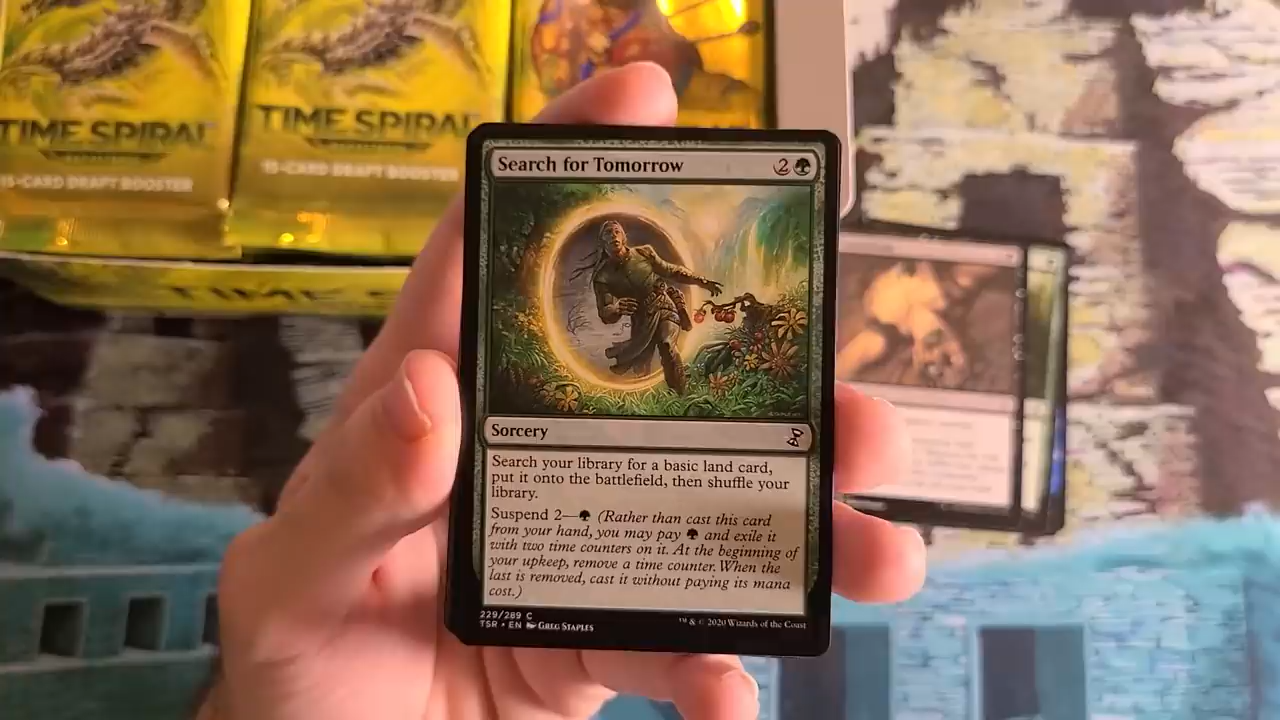 TIME SPIRAL
TIME SPIRAL
15-CARD DRAFT BOOSTER
15-CARD DRAFT BOOSTER
TIME S
Search for Tomorrow 2
Sorcery
Search your library for a basic land card,
put it onto the battlefield, then shuffle your
library.
Suspend 2— (Rather than cast this card
from your hand, you may pay and exile it
with two time counters on it. At the beginning of
your upkeep, remove a time counter. When the
last is removed, cast it without paying its mana
cost.)
229/289 C
TSR • EN GREG STAPLES
™ & © 2020 Wizards of the Coast